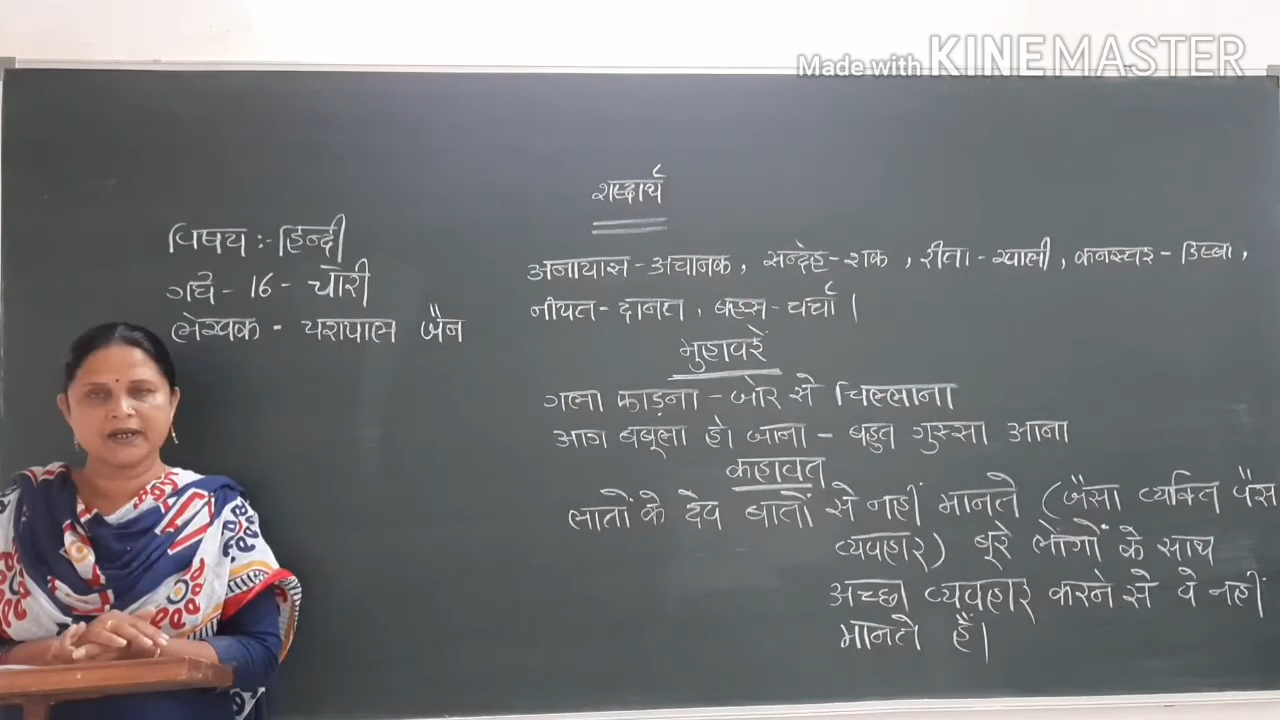 Made with KINEMASTER
शब्दार्थ
विषय :- हिन्दी
गद्य - 16 - चोरी
लेखक - यशपाल जैन
अनायास - अचानक, सन्देह - शक, रीता - खाली, कनस्तर - डिब्बा,
नीयत - दानत, बहस - चर्चा।
मुहावरें
गला फाड़ना - जोर से चिल्लाना
आग बबूला हो जाना - बहुत गुस्सा आना
कहावत
लातों के देव बातों से नहीं मानते (जैसा व्यक्ति वैसा
व्यवहार) बूरे लोंगों के साथ
अच्छा व्यवहार करने से वे नहीं
मानते हैं।